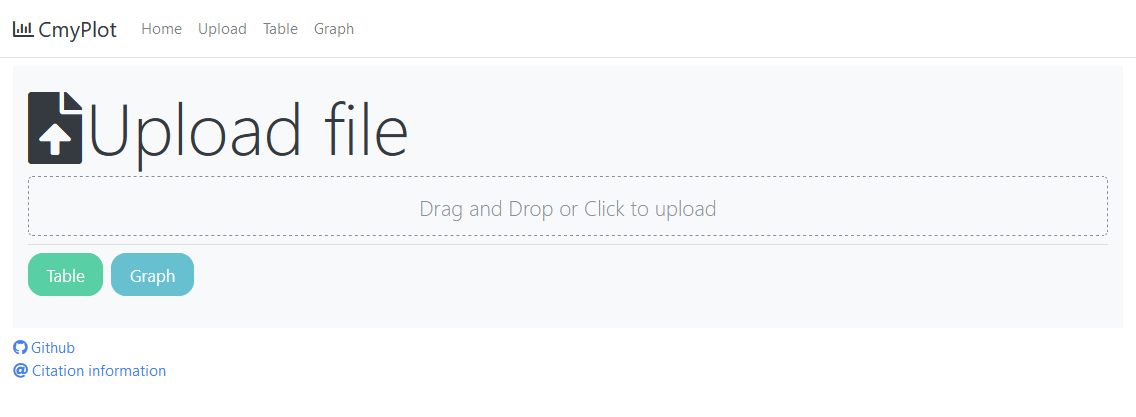 CmyPlot Home Upload Table Graph
Upload file
Drag and Drop or Click to upload
Table Graph
Github
Citation information